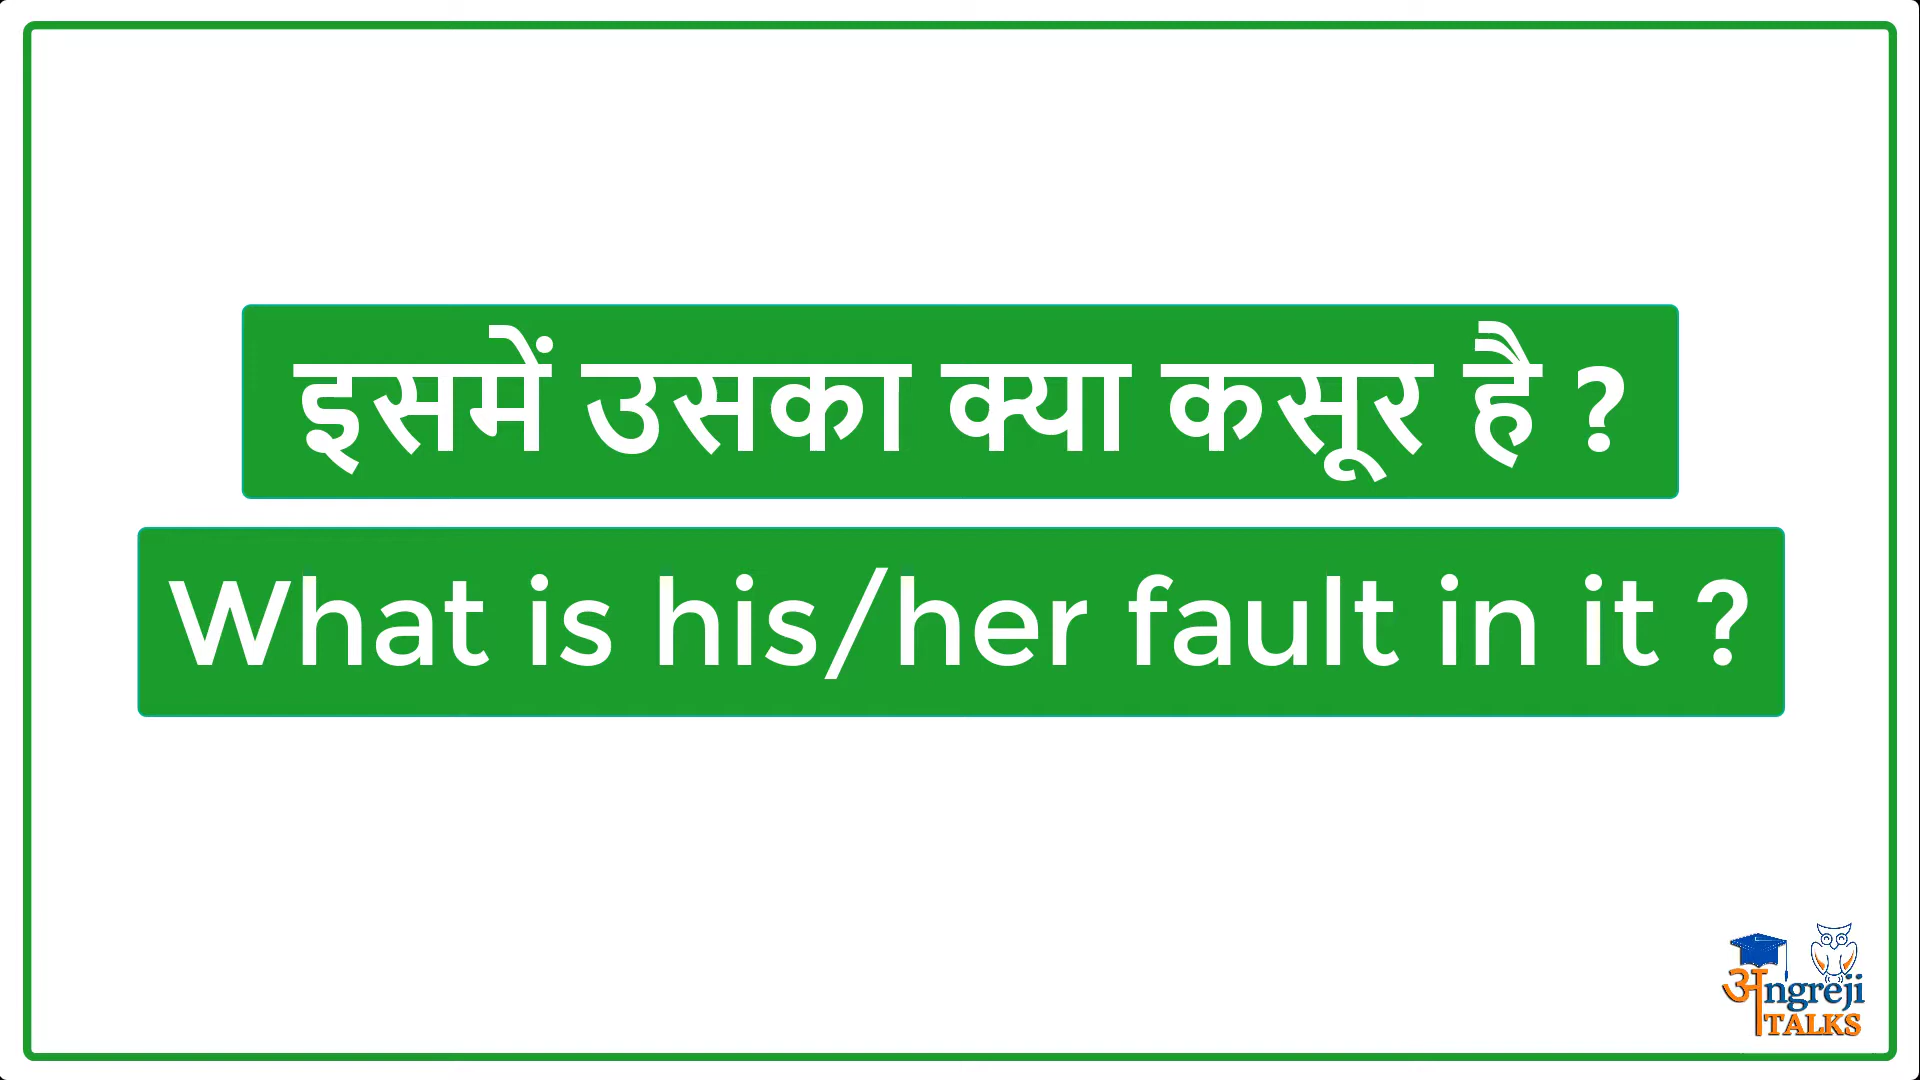 इसमें उसका क्या कसूर है ?
What is his/her fault in it ?
अngreji
TALKS